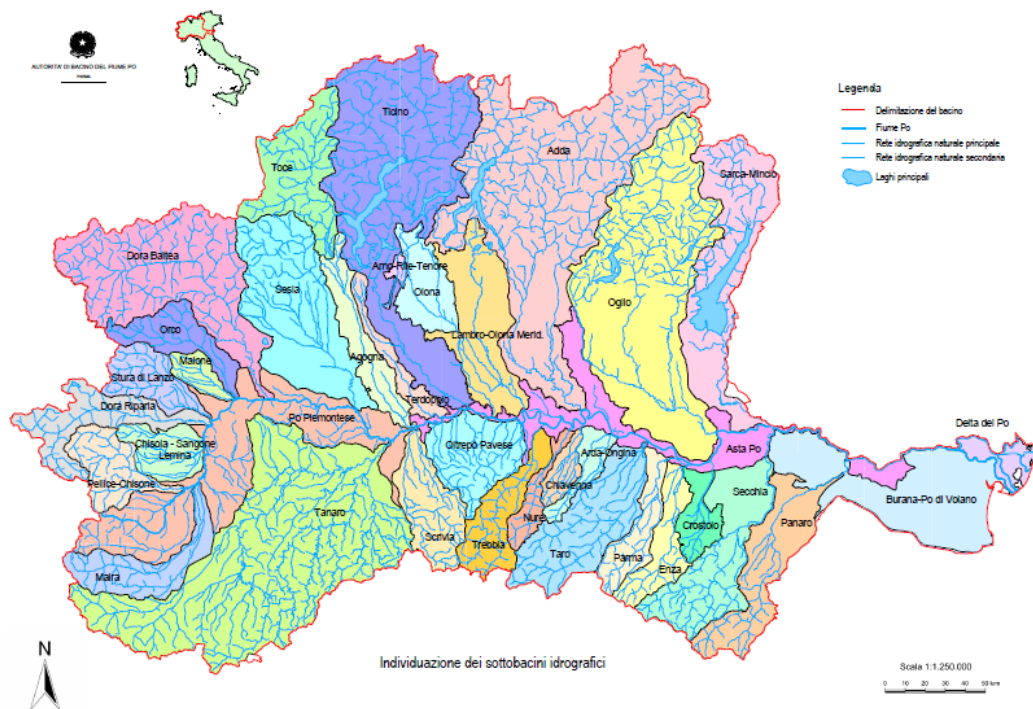 AUTORITA' DI BACINO DEL FIUME PO
PARMA
Legenda
Delimitazione del bacino
Fiume Po
Rete idrografica naturale principale
Rete idrografica naturale secondaria
Laghi principali
Ticino
Adda
Toce
Sarca-Mincio
Dora Baltea
Arno-Rile-Tenore
Olona
Sesia
Oglio
Orco
Lambro-Olona Merid.
Malone
Agogna
Stura di Lanzo
Terdoppio
Dora Riparia
Po Piemontese
Delta del Po
Chisola - Sangone
Lemina
Oltrepò Pavese
Arda-Ongina
Asta Po
Pellice-Chisone
Chiavenna
Secchia
Burana-Po di Volano
Tanaro
Nure
Crostolo
Panaro
Scrivia
Trebbia
Taro
Parma
Enza
Maira
N
Individuazione dei sottobacini idrografici
Scala 1:1.250.000
0 10 20 30 40 50 km